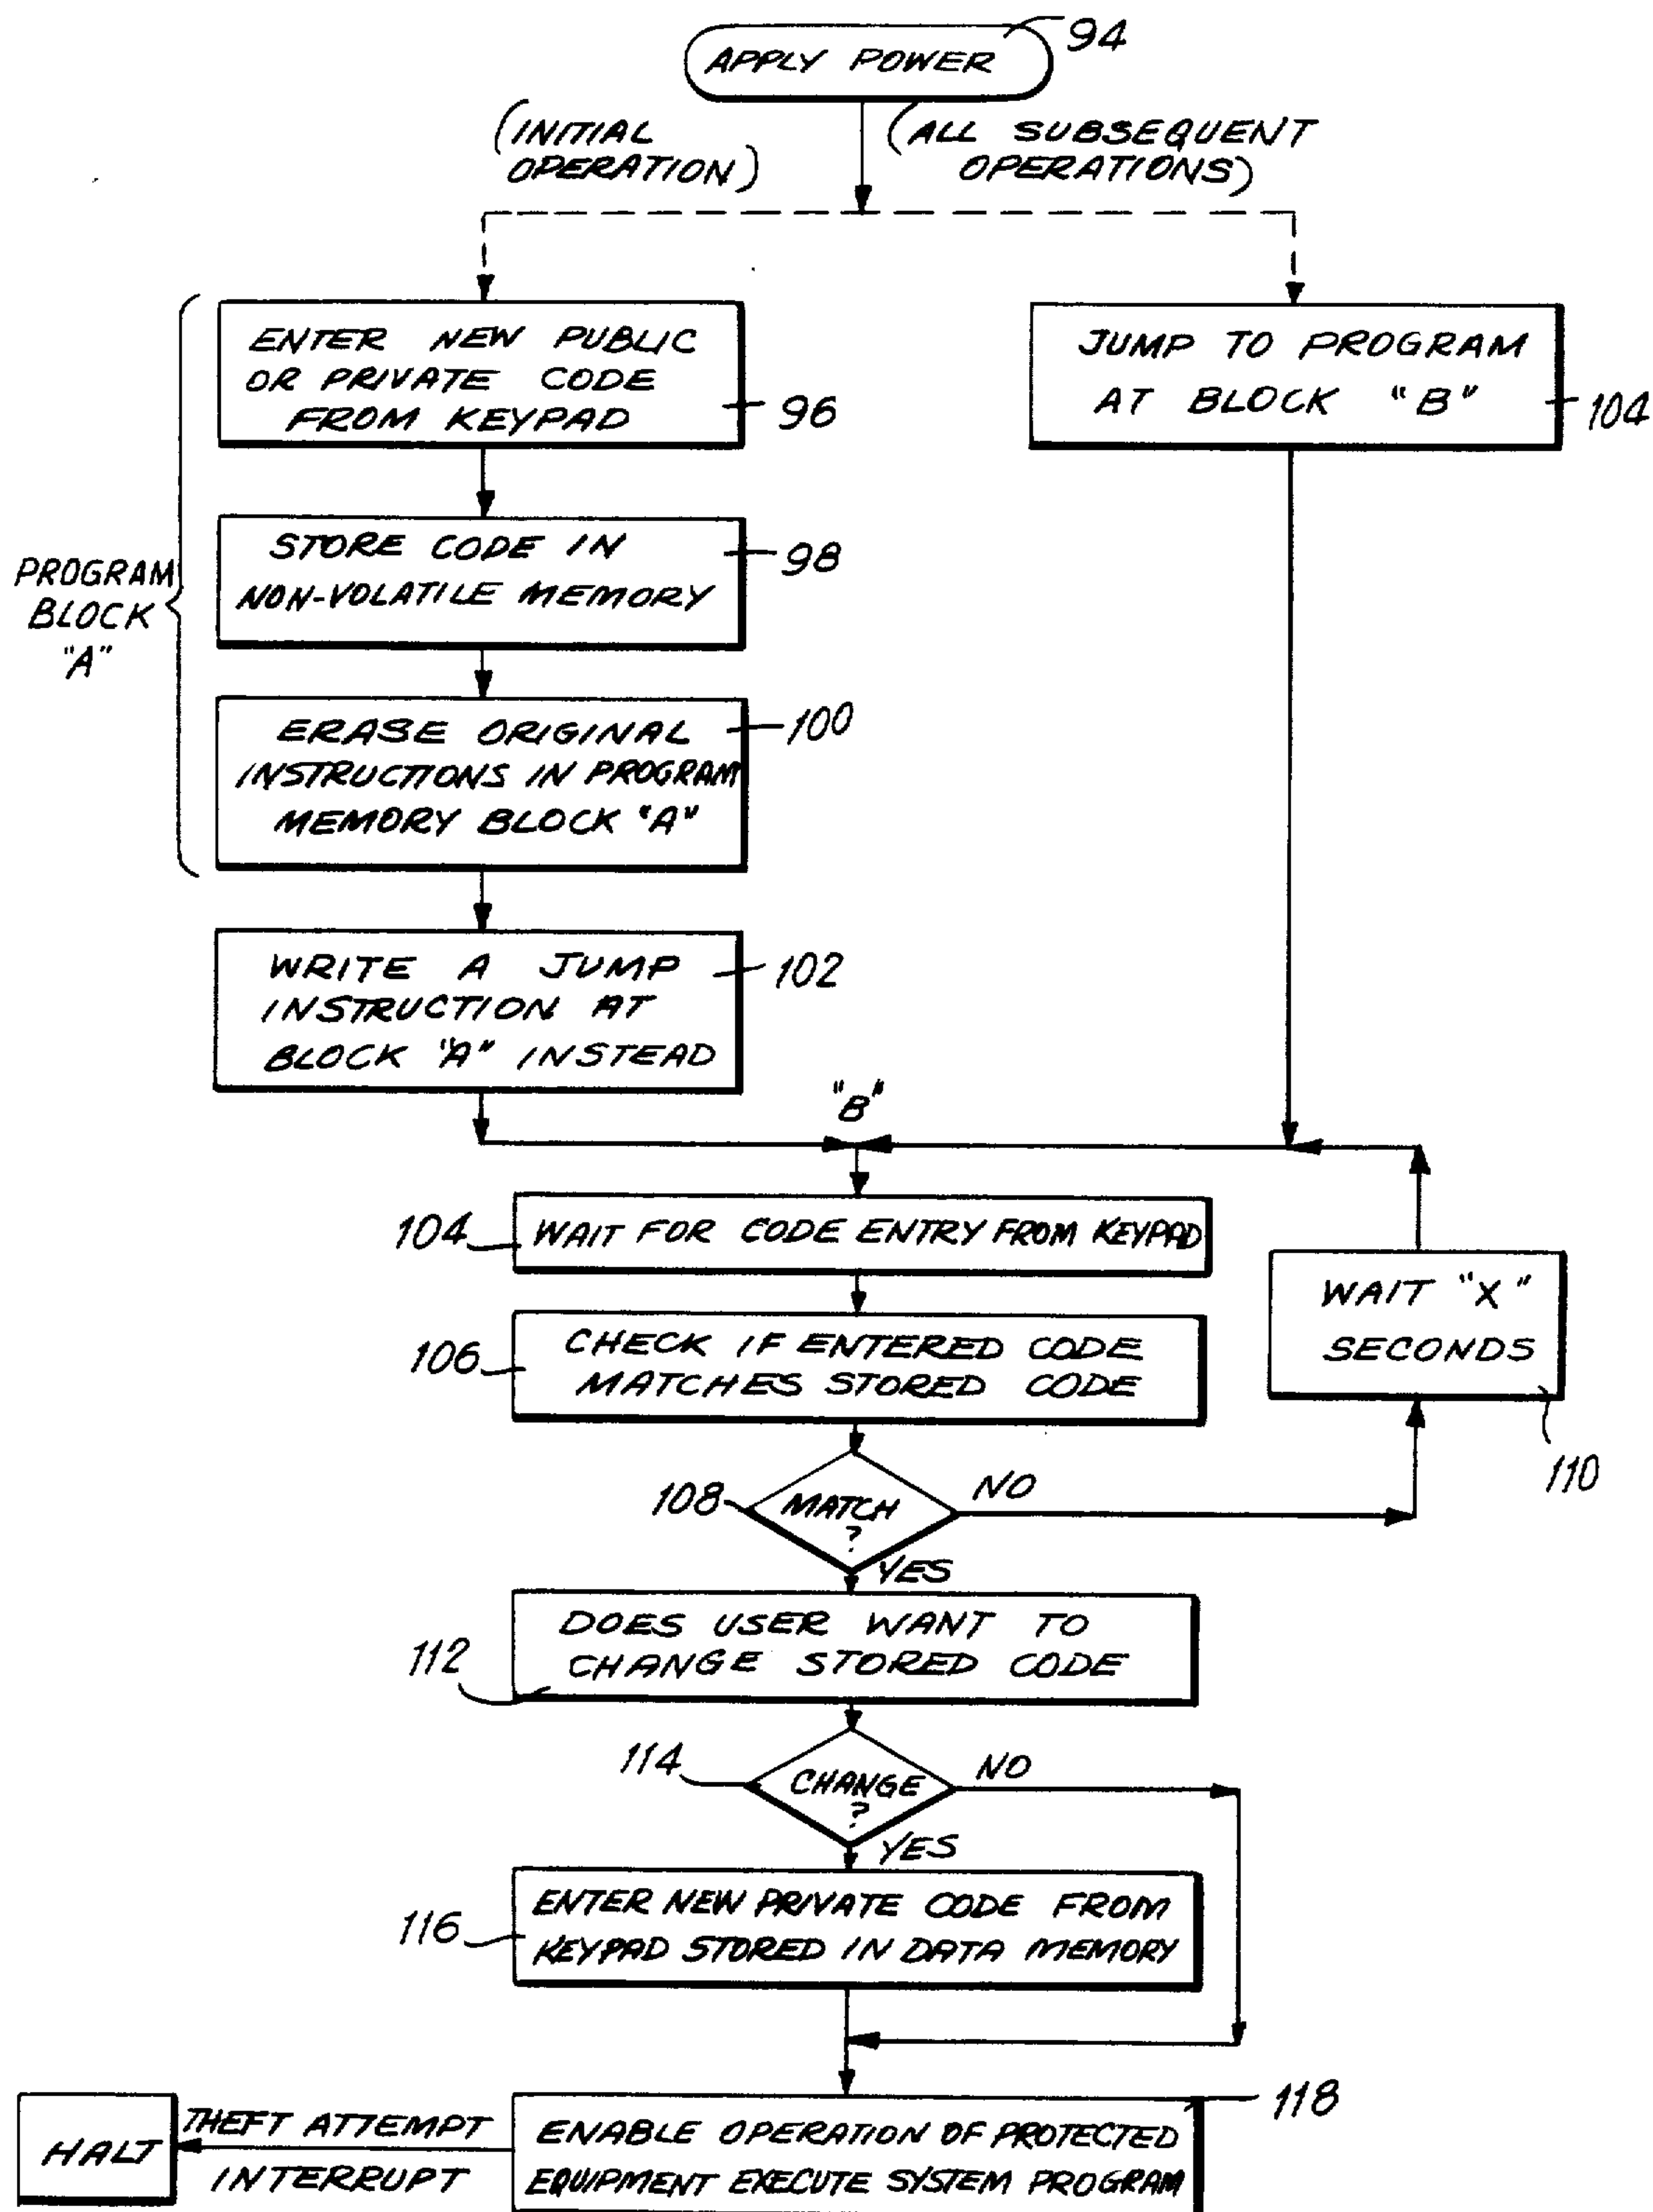 APPLY POWER
94
(INITIAL
OPERATION)
(ALL SUBSEQUENT
OPERATIONS)
ENTER NEW PUBLIC
OR PRIVATE CODE
FROM KEYPAD
96
JUMP TO PROGRAM
AT BLOCK "B"
104
PROGRAM
BLOCK
"A"
STORE CODE IN
NON-VOLATILE MEMORY
98
ERASE ORIGINAL
INSTRUCTIONS IN PROGRAM
MEMORY BLOCK "A"
100
WRITE A JUMP
INSTRUCTION AT
BLOCK "A" INSTEAD
102
"B"
104
WAIT FOR CODE ENTRY FROM KEYPAD
WAIT "X"
SECONDS
110
106
CHECK IF ENTERED CODE
MATCHES STORED CODE
108
MATCH
?
NO
YES
112
DOES USER WANT TO
CHANGE STORED CODE
114
CHANGE
?
NO
YES
116
ENTER NEW PRIVATE CODE FROM
KEYPAD STORED IN DATA MEMORY
118
ENABLE OPERATION OF PROTECTED
EQUIPMENT EXECUTE SYSTEM PROGRAM
THEFT ATTEMPT
INTERRUPT
HALT